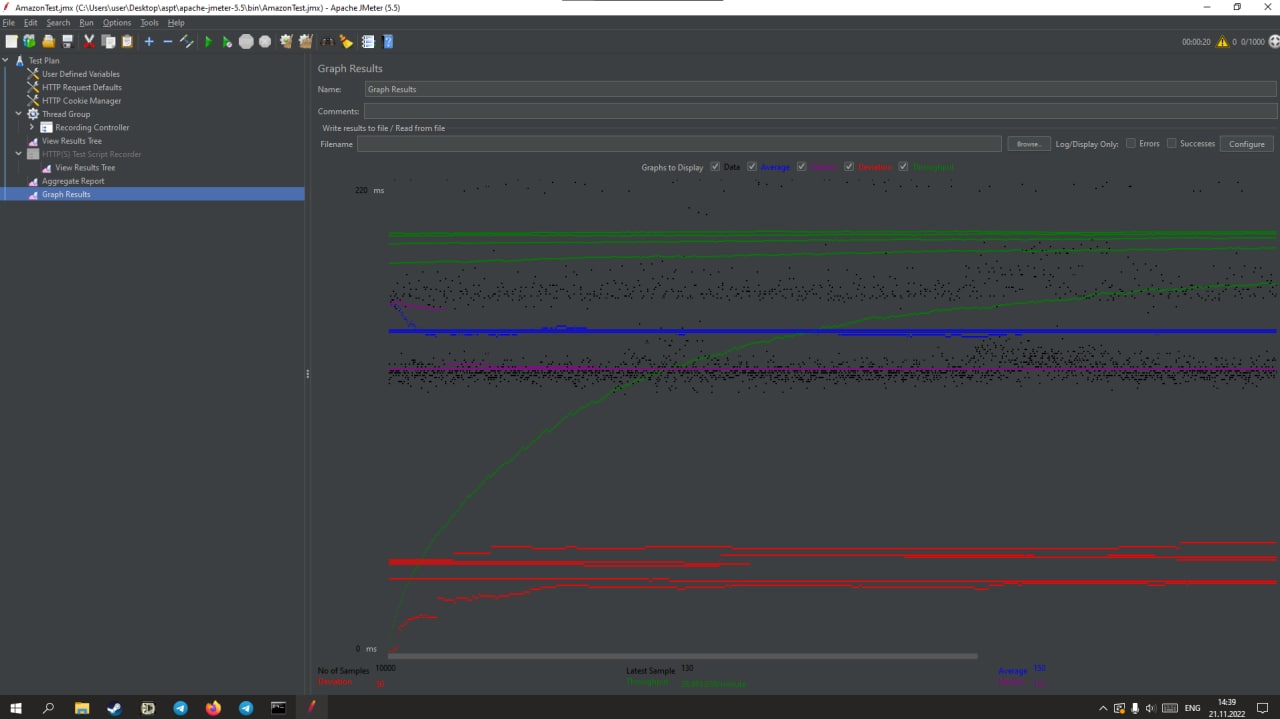 AmazonTest.jmx (C:\Users\user\Desktop\aspt\apache-jmeter-5.5\bin\AmazonTest.jmx) - Apache JMeter (5.5)
File Edit Search Run Options Tools Help
00:00:20 0 0/1000
Test Plan
User Defined Variables
HTTP Request Defaults
HTTP Cookie Manager
Thread Group
Recording Controller
View Results Tree
HTTP(S) Test Script Recorder
View Results Tree
Aggregate Report
Graph Results
Graph Results
Name: Graph Results
Comments:
Write results to file / Read from file
Filename Browse... Log/Display Only: Errors Successes Configure
Graphs to Display Data Average Median Deviation Throughput
220 ms
0 ms
No of Samples 10000 Latest Sample 130 Average 150
Deviation Throughput Median
ENG 14:39
21.11.2022